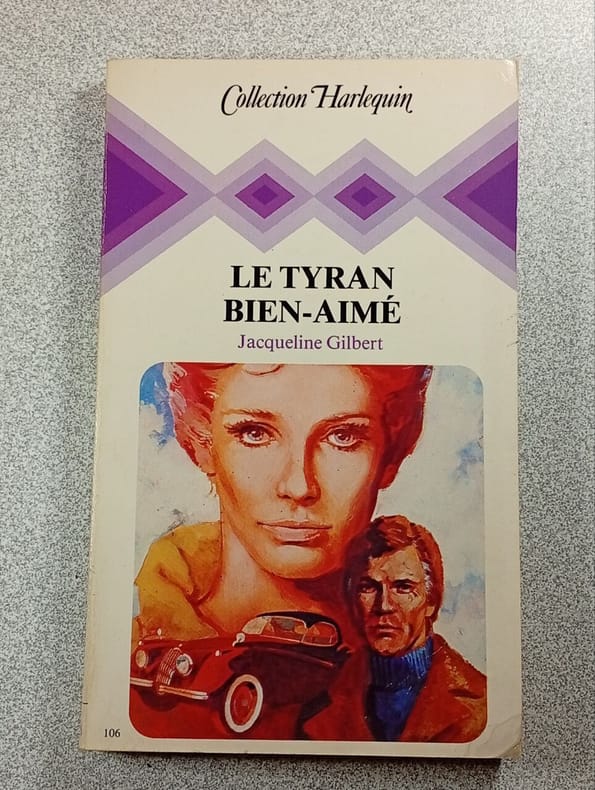 Collection Harlequin
LE TYRAN
BIEN-AIMÉ
Jacqueline Gilbert
106